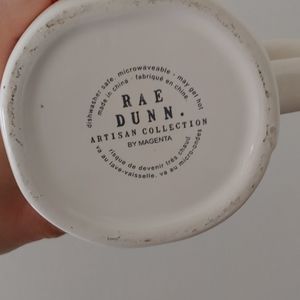 dishwasher safe. microwaveable · may get hot
made in china · fabriqué en chine.
RAE
DUNN.
ARTISAN COLLECTION
BY MAGENTA
risque de devenir très chaud
va au lave-vaisselle. va au micro-ondes